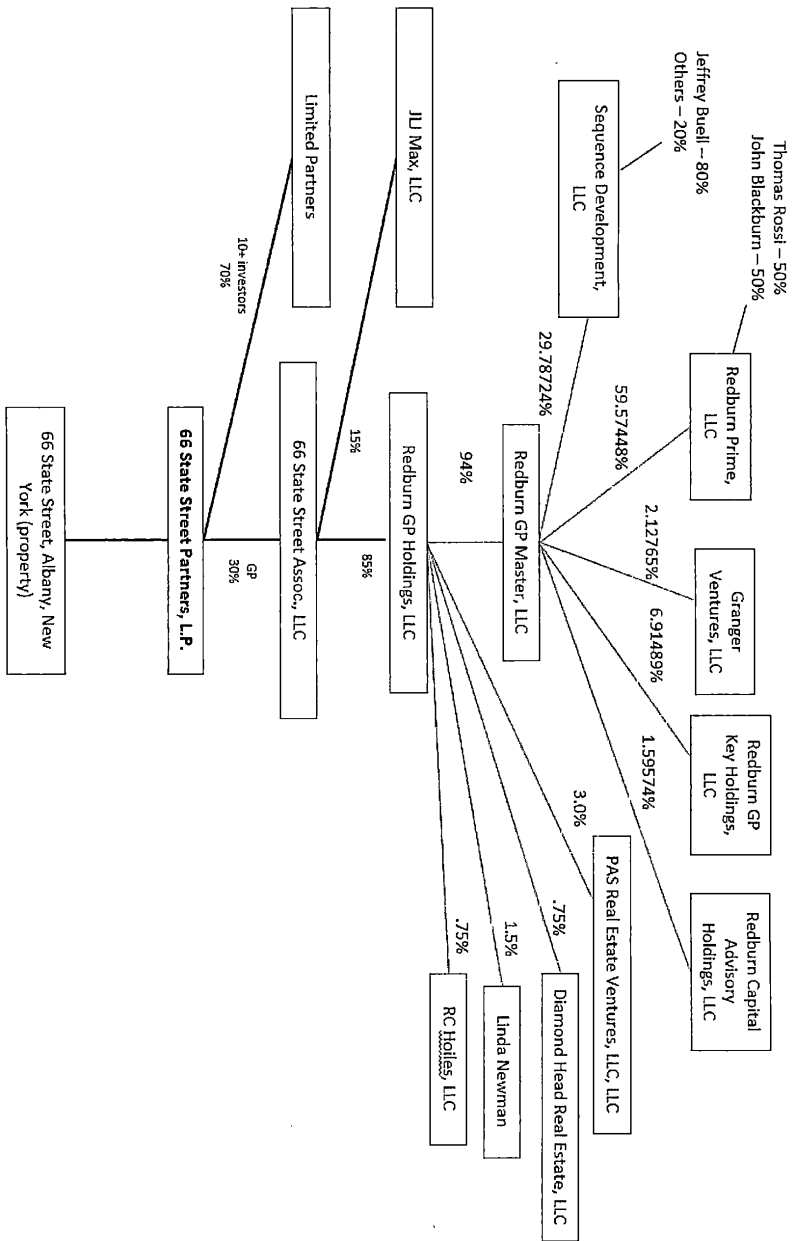 Thomas Rossi – 50%
John Blackburn – 50%
Jeffrey Buell – 80%
Others – 20%
Redburn Prime,
LLC
Granger
Ventures, LLC
Redburn GP
Key Holdings,
LLC
Redburn Capital
Advisory
Holdings, LLC
Sequence Development,
LLC
29.78724%
59.57448%
2.12765%
6.91489%
1.59574%
Redburn GP Master, LLC
PAS Real Estate Ventures, LLC, LLC
94%
3.0%
Diamond Head Real Estate, LLC
.75%
Linda Newman
1.5%
RC Hoiles, LLC
.75%
JLJ Max, LLC
Redburn GP Holdings, LLC
15%
85%
Limited Partners
66 State Street Assoc., LLC
10+ investors
70%
GP
30%
66 State Street Partners, L.P.
66 State Street, Albany, New
York (property)